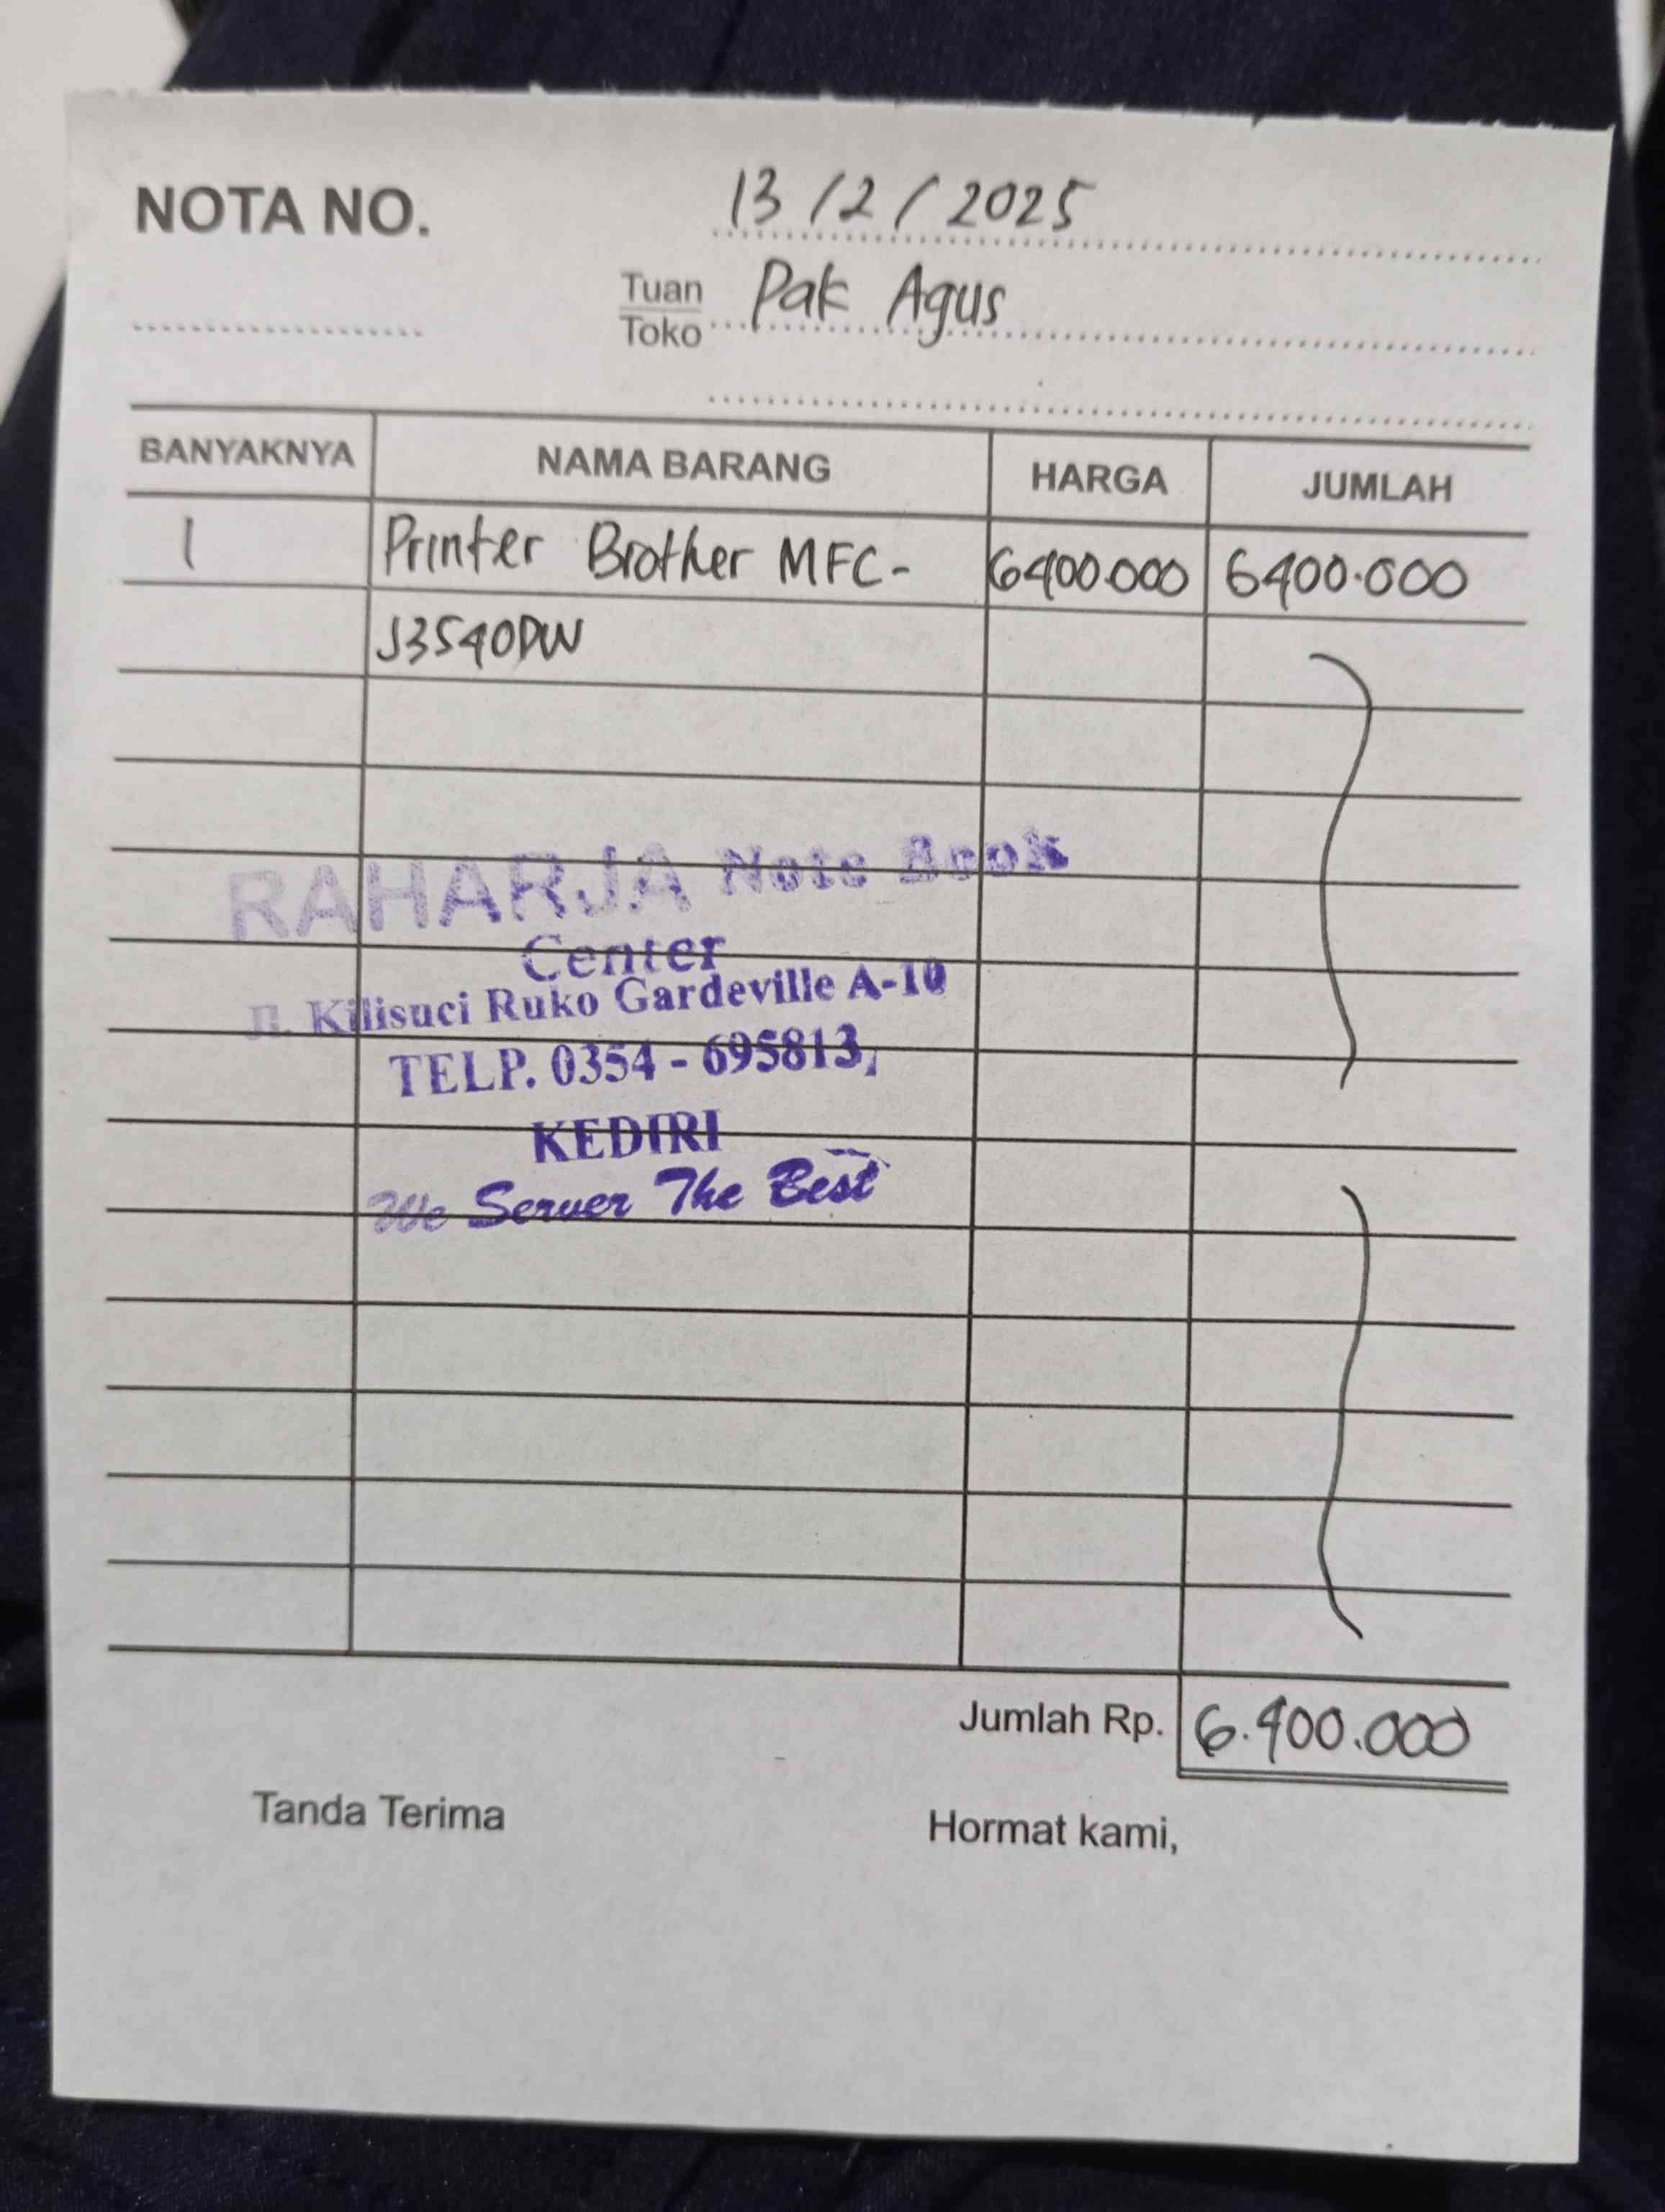 NOTA NO.
13 / 2 / 2025
Tuan
Toko
Pak Agus
BANYAKNYA NAMA BARANG HARGA JUMLAH
1 Printer Brother MFC- 6400.000 6400.000
J3540DW
RAHARJA Note Book
Center
Jl. Kilisuci Ruko Gardeville A-10
TELP. 0354 - 695813,
KEDIRI
We Server The Best
Jumlah Rp. 6.400.000
Tanda Terima Hormat kami,